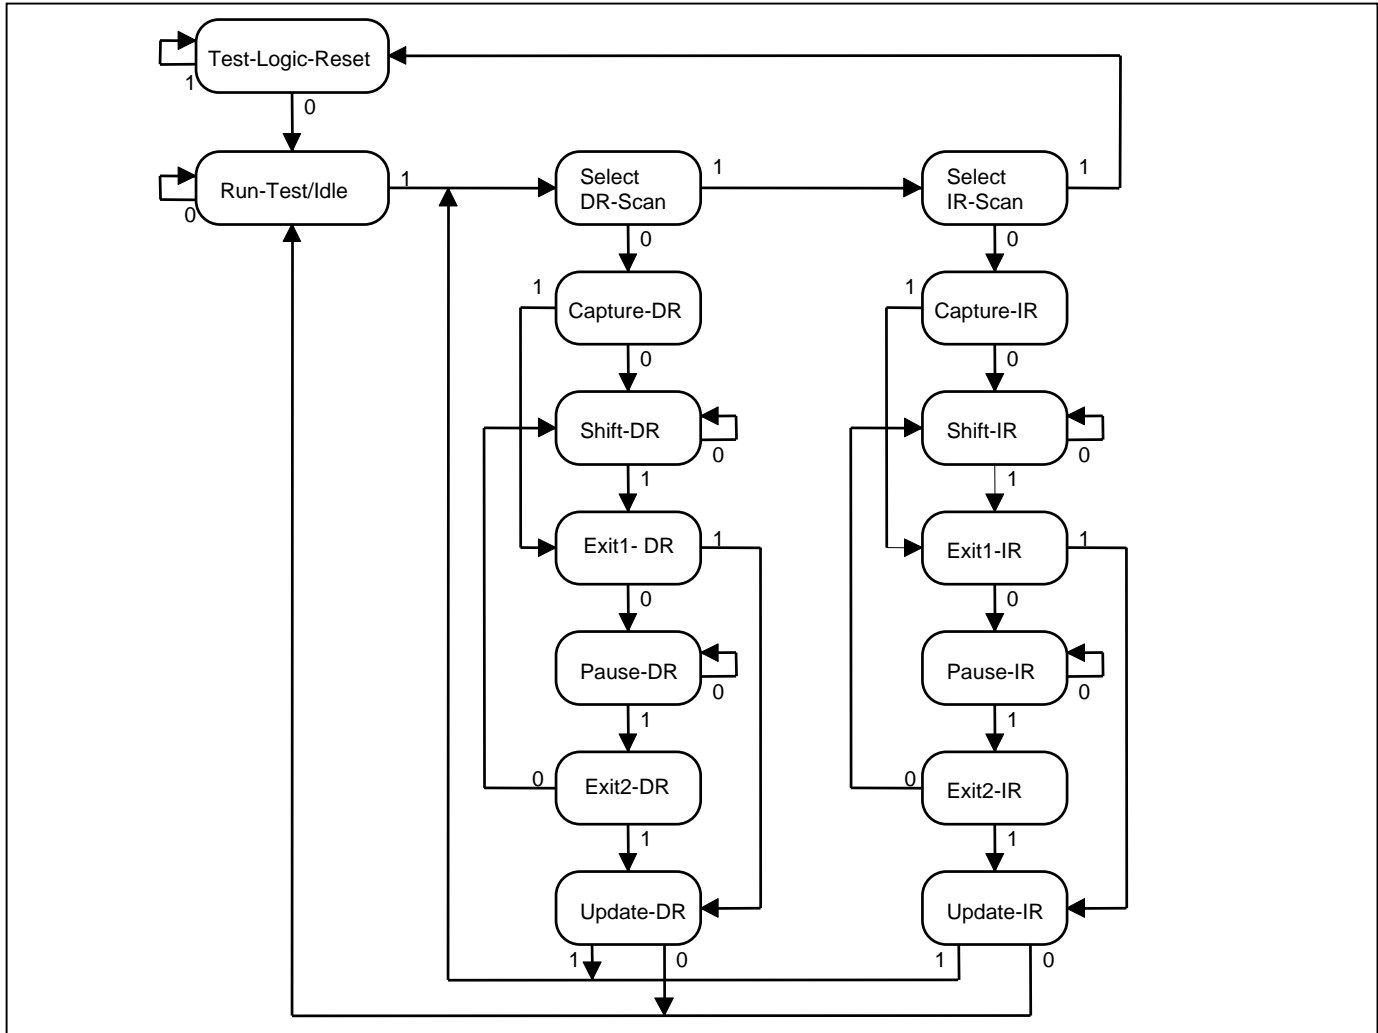 Test-Logic-Reset
1
0
Run-Test/Idle
0
1
Select
DR-Scan
1
0
Select
IR-Scan
1
0
1
Capture-DR
0
1
Capture-IR
0
Shift-DR
0
1
Shift-IR
0
1
Exit1- DR
1
0
Exit1-IR
1
0
Pause-DR
0
1
Pause-IR
0
1
0
Exit2-DR
1
0
Exit2-IR
1
Update-DR
1
0
Update-IR
1
0